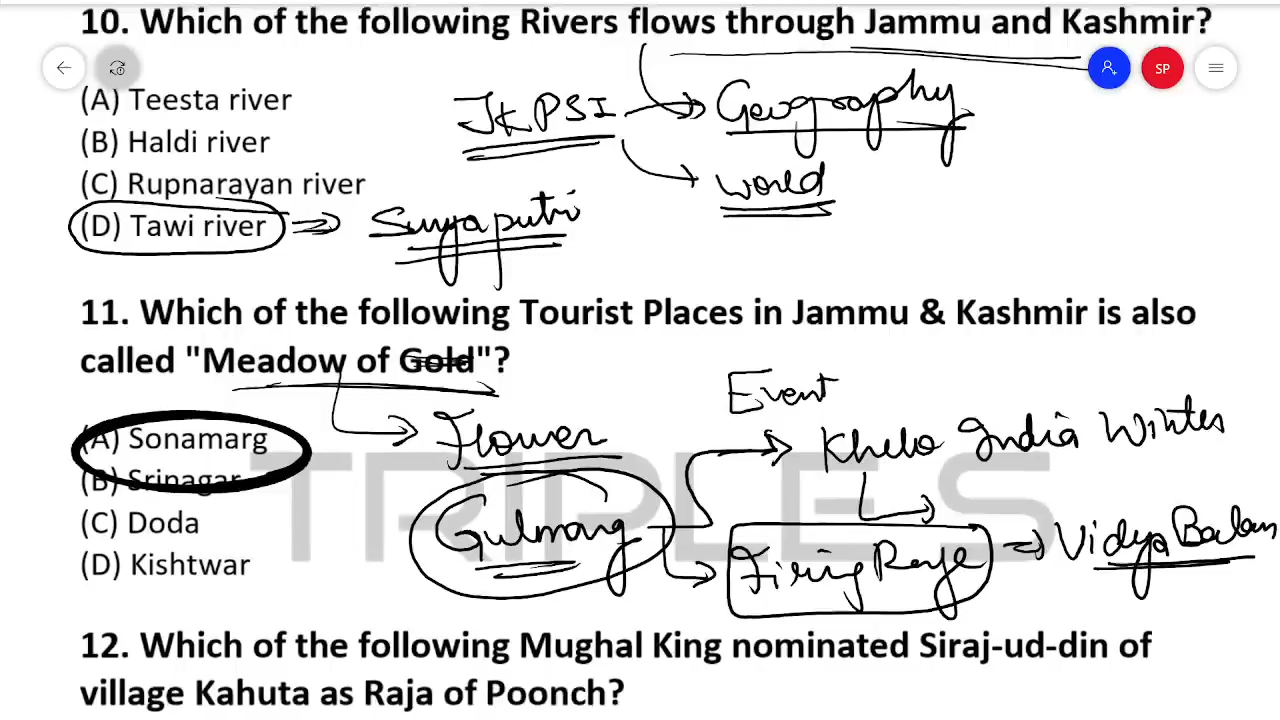 10. Which of the following Rivers flows through Jammu and Kashmir?
SP
(A) Teesta river
JKPSI
Geography
(B) Haldi river
(C) Rupnarayan river
world
(D) Tawi river
Suryaputri
11. Which of the following Tourist Places in Jammu & Kashmir is also
called "Meadow of Gold"?
Event
(A) Sonamarg
Flower
Khelo India Winter
(B) Srinagar
TRIPLE S
(C) Doda
Gulmarg
Firing Range
Vidya Balan
(D) Kishtwar
12. Which of the following Mughal King nominated Siraj-ud-din of
village Kahuta as Raja of Poonch?